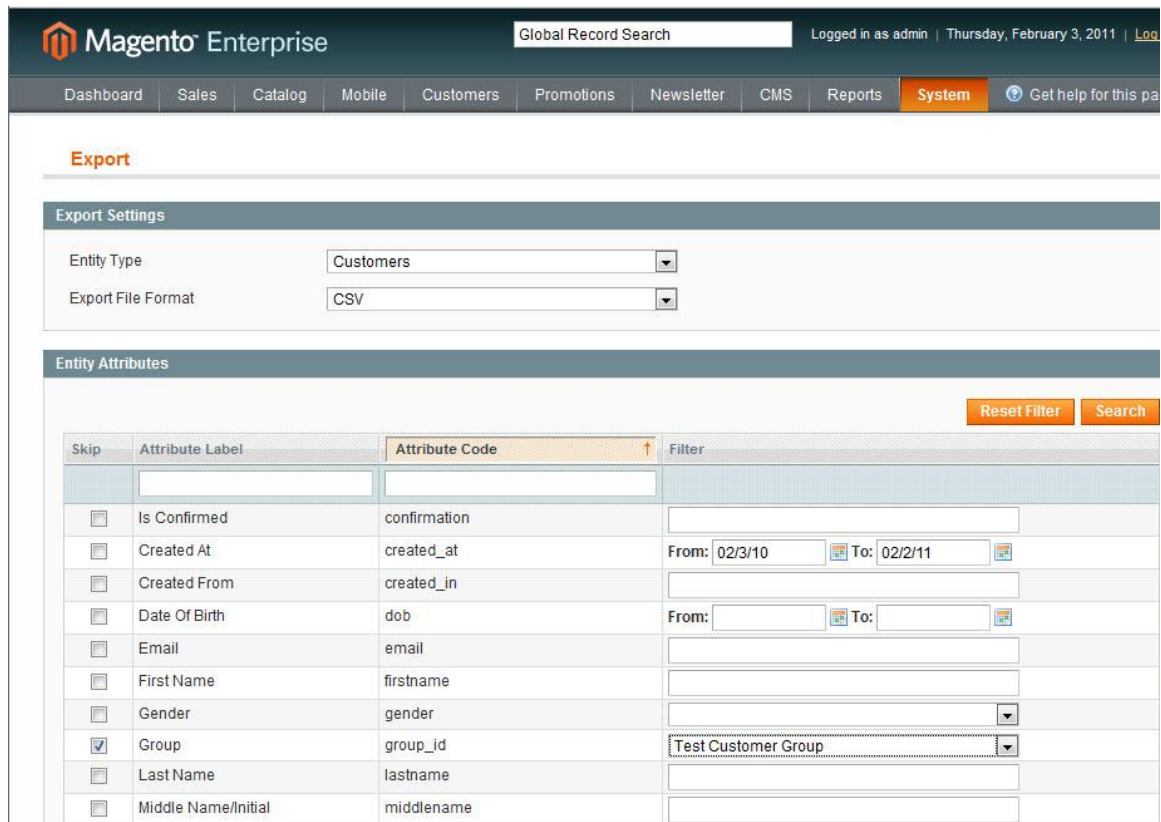 Magento Enterprise
Global Record Search
Logged in as admin | Thursday, February 3, 2011 | Log
Dashboard Sales Catalog Mobile Customers Promotions Newsletter CMS Reports System Get help for this pa
Export
Export Settings
Entity Type Customers
Export File Format CSV
Entity Attributes
Reset Filter Search
Skip Attribute Label Attribute Code Filter
Is Confirmed confirmation
Created At created_at From: 02/3/10 To: 02/2/11
Created From created_in
Date Of Birth dob From: To:
Email email
First Name firstname
Gender gender
Group group_id Test Customer Group
Last Name lastname
Middle Name/Initial middlename